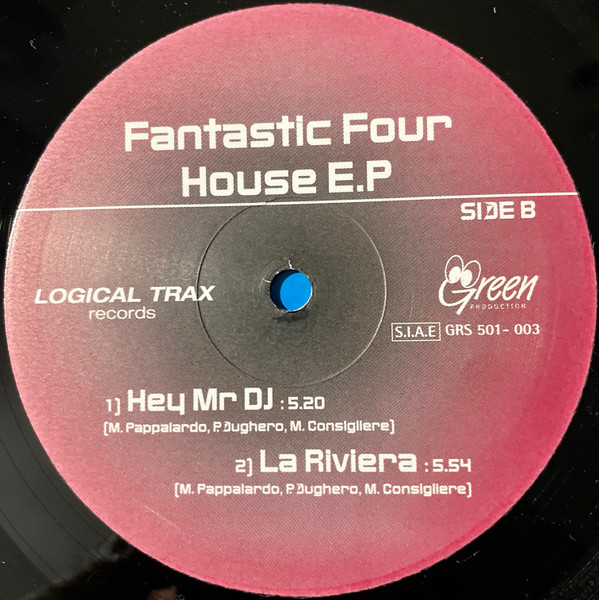 Fantastic Four
House E.P
SIDE B
LOGICAL TRAX
records
Green
PRODUCTION
S.I.A.E GRS 501-003
1) Hey Mr DJ : 5.20
(M. Pappalardo, P. Dughero, M. Consigliere)
2) La Riviera : 5.54
(M. Pappalardo, P. Dughero, M. Consigliere)